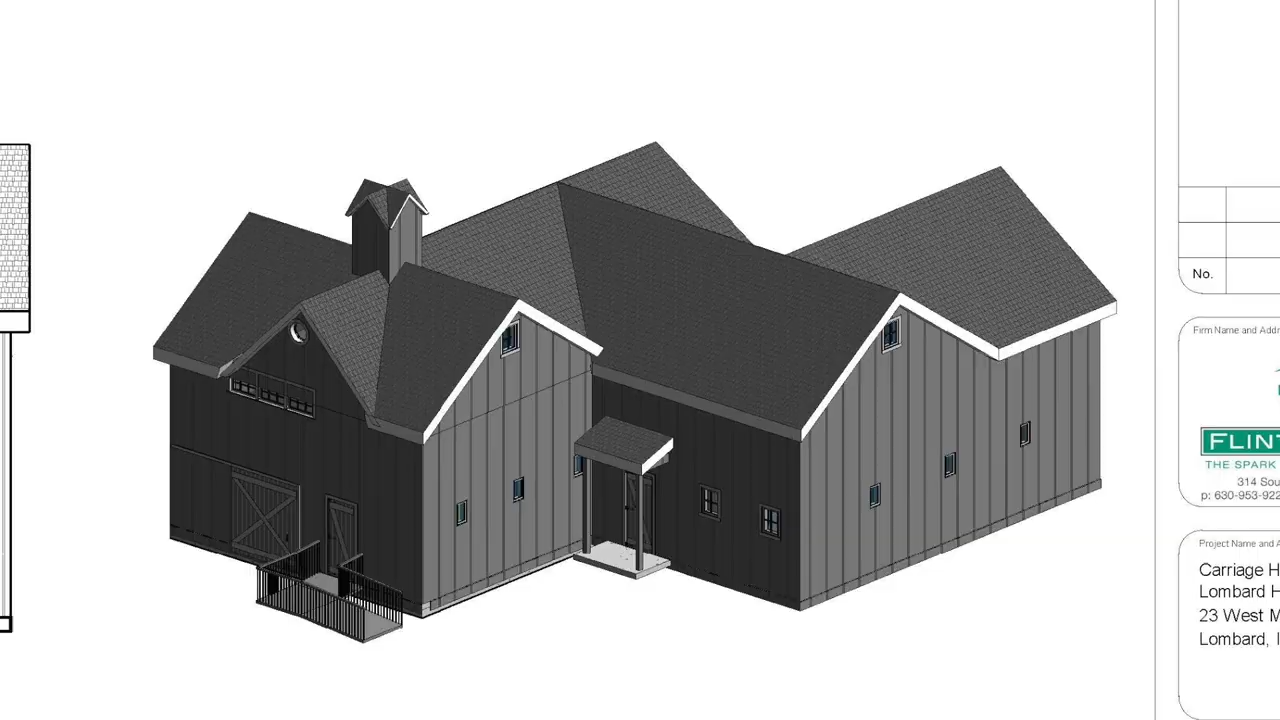 No.
Firm Name and Addr
FLINT
THE SPARK
314 Sou
p: 630-953-922
Project Name and A
Carriage H
Lombard H
23 West M
Lombard, I